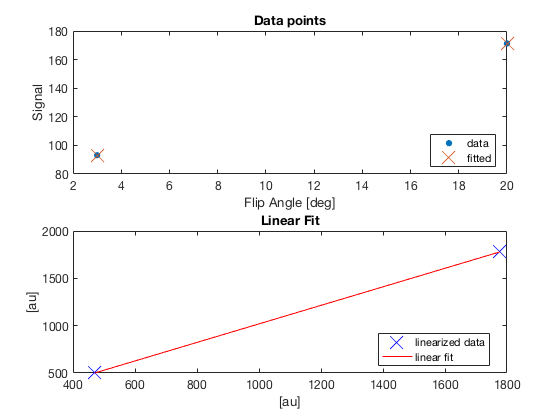 Data points
180
160
140
120
100
80
Signal
2
4
6
8
10
12
14
16
18
20
Flip Angle [deg]
data
fitted
Linear Fit
2000
1500
1000
500
[au]
400
600
800
1000
1200
1400
1600
1800
[au]
linearized data
linear fit